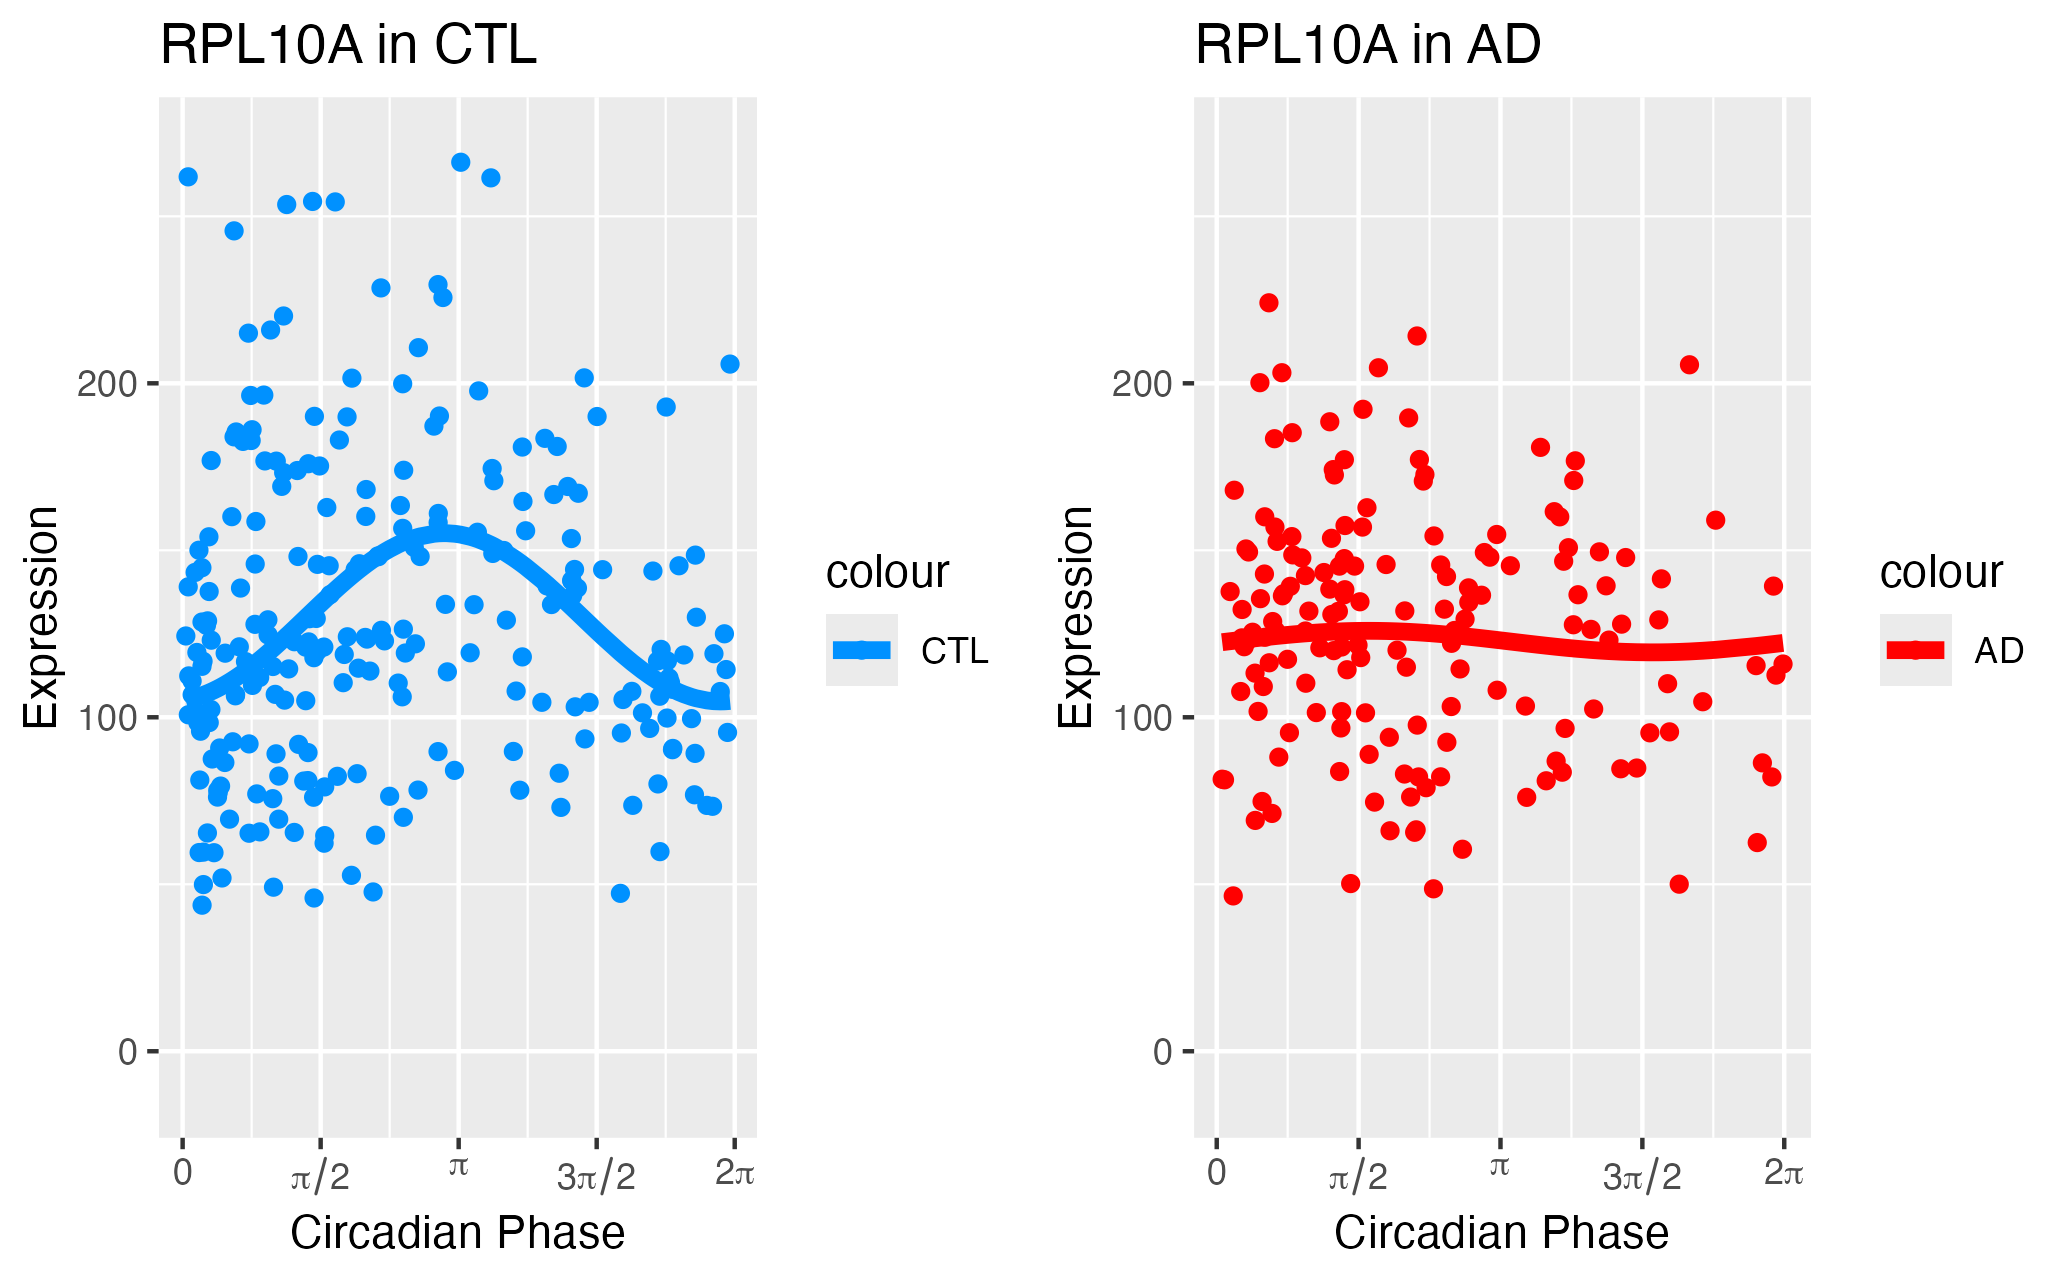 RPL10A in CTL
Expression
200
100
0
0 π/2 π 3π/2 2π
Circadian Phase
colour
CTL
RPL10A in AD
Expression
200
100
0
0 π/2 π 3π/2 2π
Circadian Phase
colour
AD